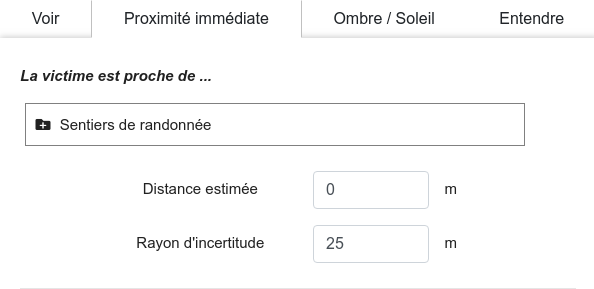 Voir Proximité immédiate Ombre / Soleil Entendre
La victime est proche de ...
Sentiers de randonnée
Distance estimée 0 m
Rayon d'incertitude 25 m